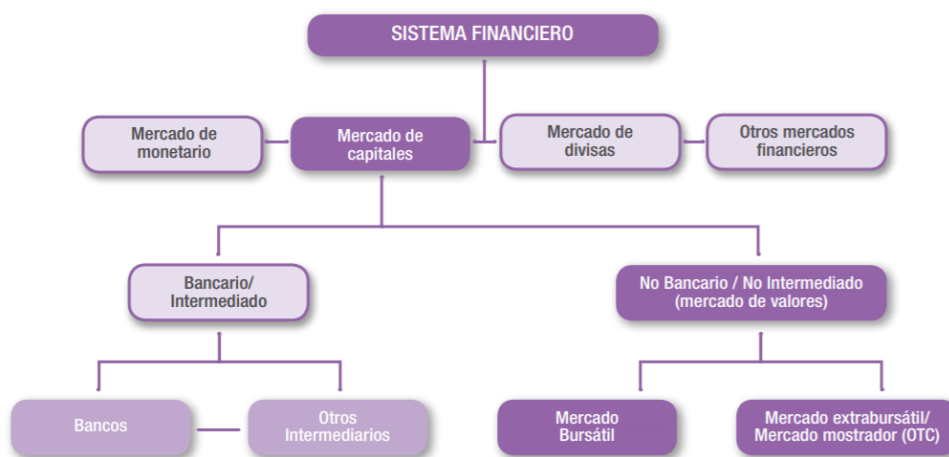 SISTEMA FINANCIERO
Mercado de
monetario
Mercado de
capitales
Mercado de
divisas
Otros mercados
financieros
Bancario/
Intermediado
No Bancario / No Intermediado
(mercado de valores)
Bancos
Otros
Intermediarios
Mercado
Bursátil
Mercado extrabursátil/
Mercado mostrador (OTC)